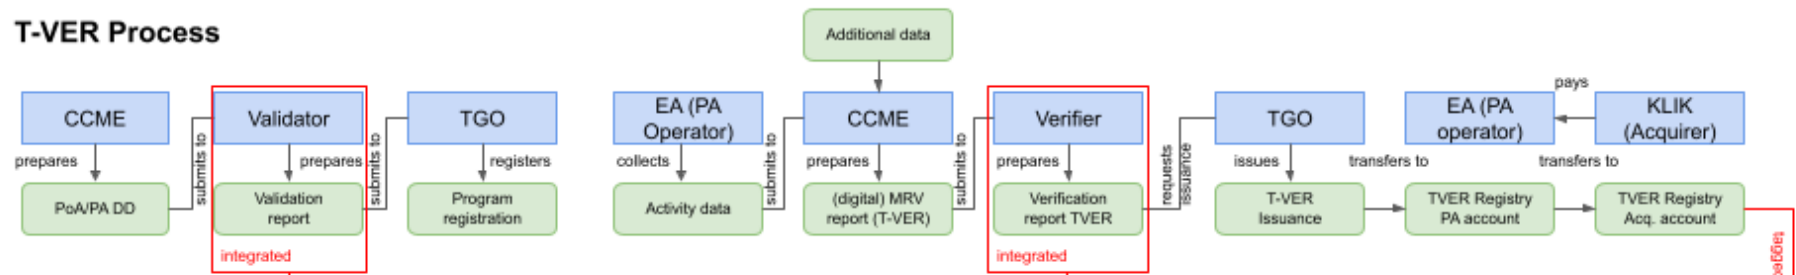 T-VER Process
Additional data
CCME
Validator
TGO
EA (PA
Operator)
CCME
Verifier
TGO
EA (PA
operator)
pays
KLIK
(Acquirer)
prepares
submits to
prepares
submits to
registers
collects
submits to
prepares
submits to
prepares
requests
issuance
issues
transfers to
transfers to
PoA/PA DD
Validation
report
Program
registration
Activity data
(digital) MRV
report (T-VER)
Verification
report TVER
T-VER
Issuance
TVER Registry
PA account
TVER Registry
Acq. account
integrated
integrated